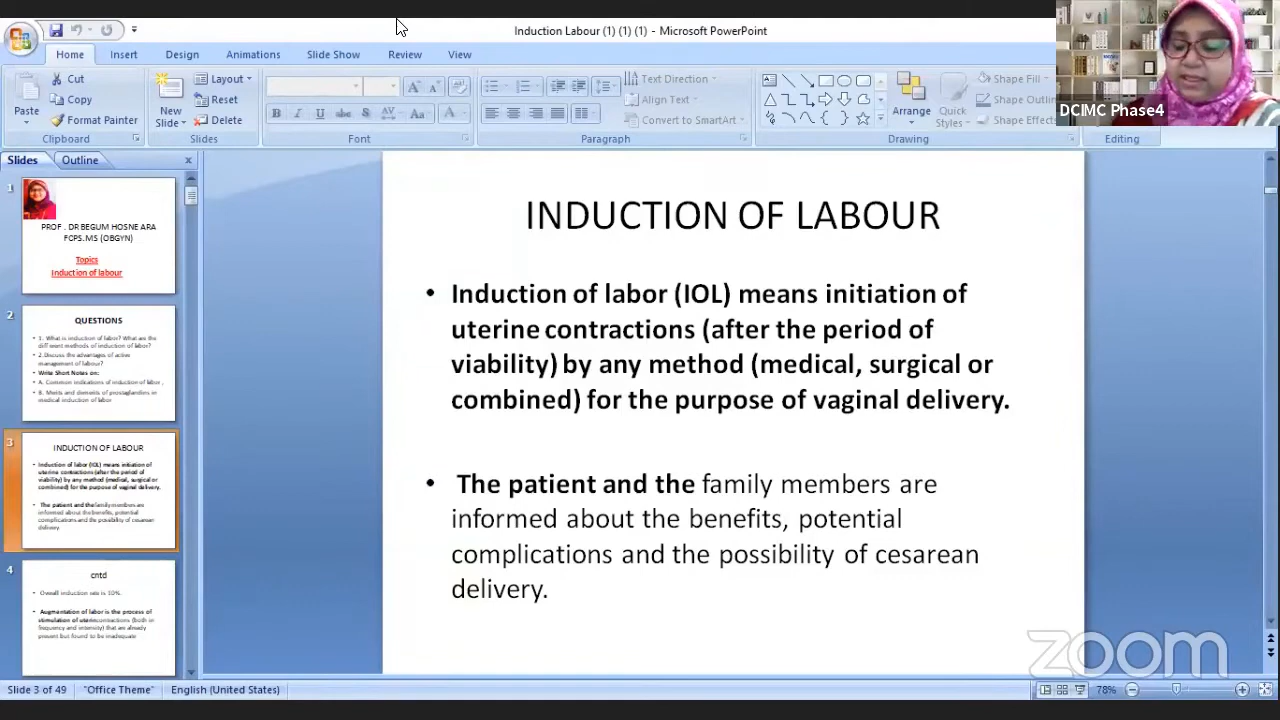 Induction Labour (1) (1) (1) - Microsoft PowerPoint
Home Insert Design Animations Slide Show Review View
DCIMC Phase4
Paste
Cut
Copy
Format Painter
Clipboard
New Slide
Layout
Reset
Delete
Slides
Font
Text Direction
Align Text
Convert to SmartArt
Paragraph
Arrange
Quick Styles
Shape Fill
Shape Outlin
Shape Effects
Drawing
Editing
Slides Outline
1
PROF . DR BEGUM HOSNE ARA
FCPS.MS (OBGYN)
Topics
Induction of labour
2
QUESTIONS
• 1. What is induction of labor? What are the
different methods of induction of labor?
• 2.Discuss the advantages of active
management of labour?
• Write Short Notes on:
• A. Common indications of induction of labor ,
• B. Merits and demerits of prostaglandins in
medical induction of labor
3
INDUCTION OF LABOUR
• Induction of labor (IOL) means initiation of
uterine contractions (after the period of
viability) by any method (medical, surgical or
combined) for the purpose of vaginal delivery.
• The patient and the family members are
informed about the benefits, potential
complications and the possibility of cesarean
delivery.
4
cntd
• Overall induction rate is 10%.
• Augmentation of labor is the process of
stimulation of uterine contractions (both in
frequency and intensity) that are already
present but found to be inadequate
INDUCTION OF LABOUR
• Induction of labor (IOL) means initiation of
uterine contractions (after the period of
viability) by any method (medical, surgical or
combined) for the purpose of vaginal delivery.
• The patient and the family members are
informed about the benefits, potential
complications and the possibility of cesarean
delivery.
zoom
Slide 3 of 49 "Office Theme" English (United States) 78%